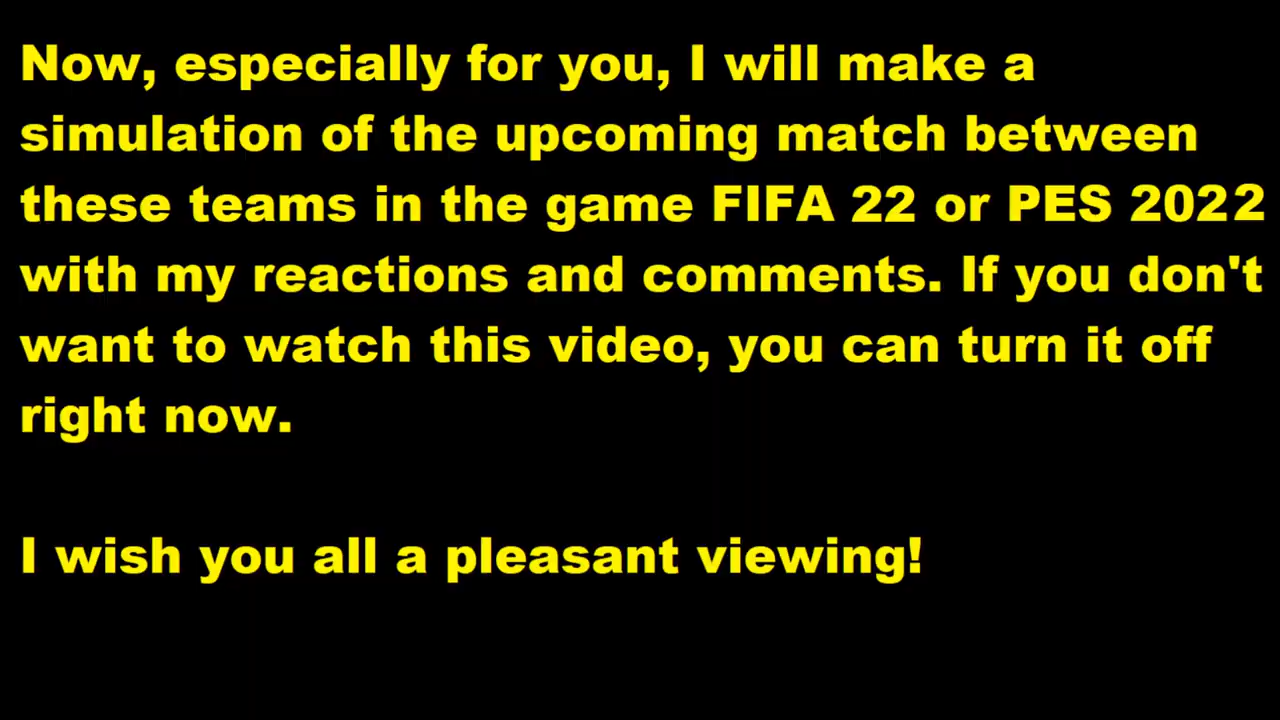 Now, especially for you, I will make a
simulation of the upcoming match between
these teams in the game FIFA 22 or PES 2022
with my reactions and comments. If you don't
want to watch this video, you can turn it off
right now.
I wish you all a pleasant viewing!